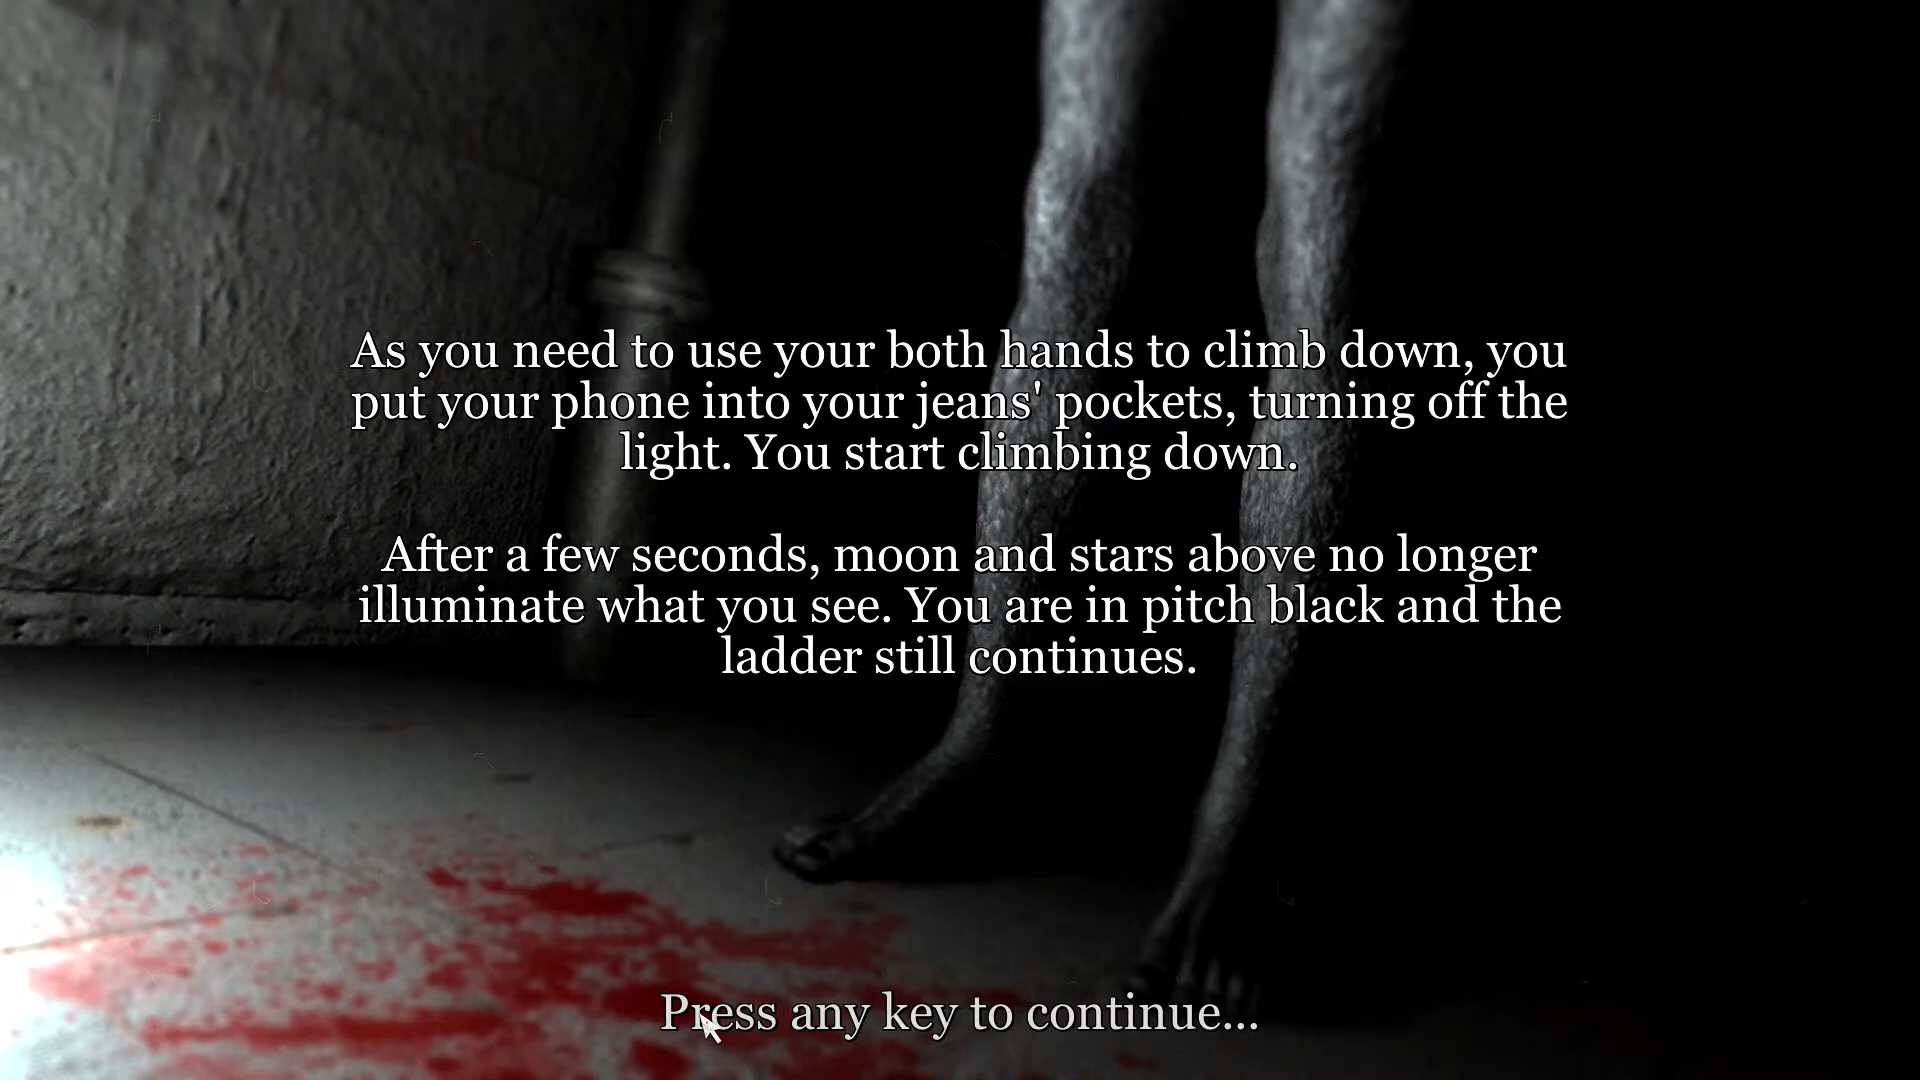 As you need to use your both hands to climb down, you
put your phone into your jeans' pockets, turning off the
light. You start climbing down.
After a few seconds, moon and stars above no longer
illuminate what you see. You are in pitch black and the
ladder still continues.
Press any key to continue...